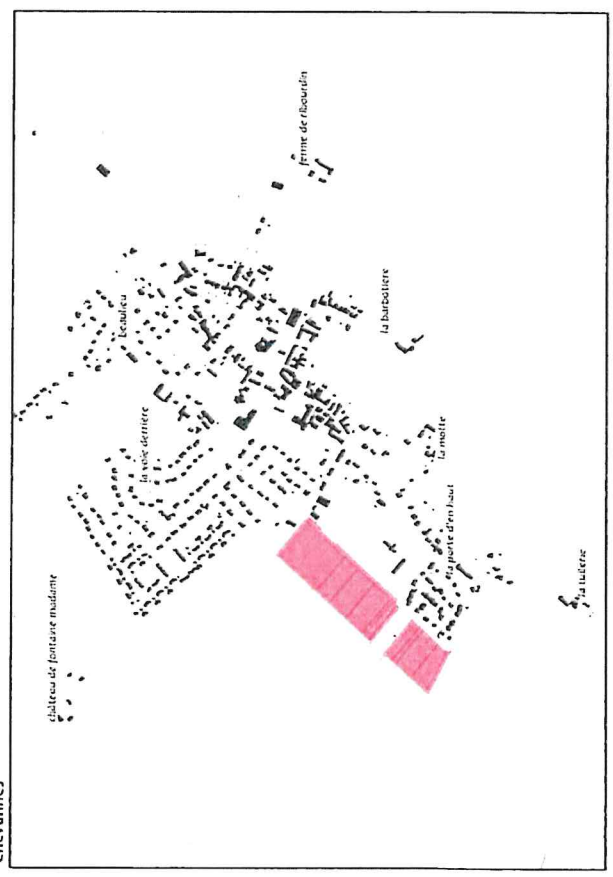 chevannes
château de fontaine madame
la voie derrière
beaulieu
ferme de ribourdin
la barbotière
la motte
la porte d'en haut
la tuilerie